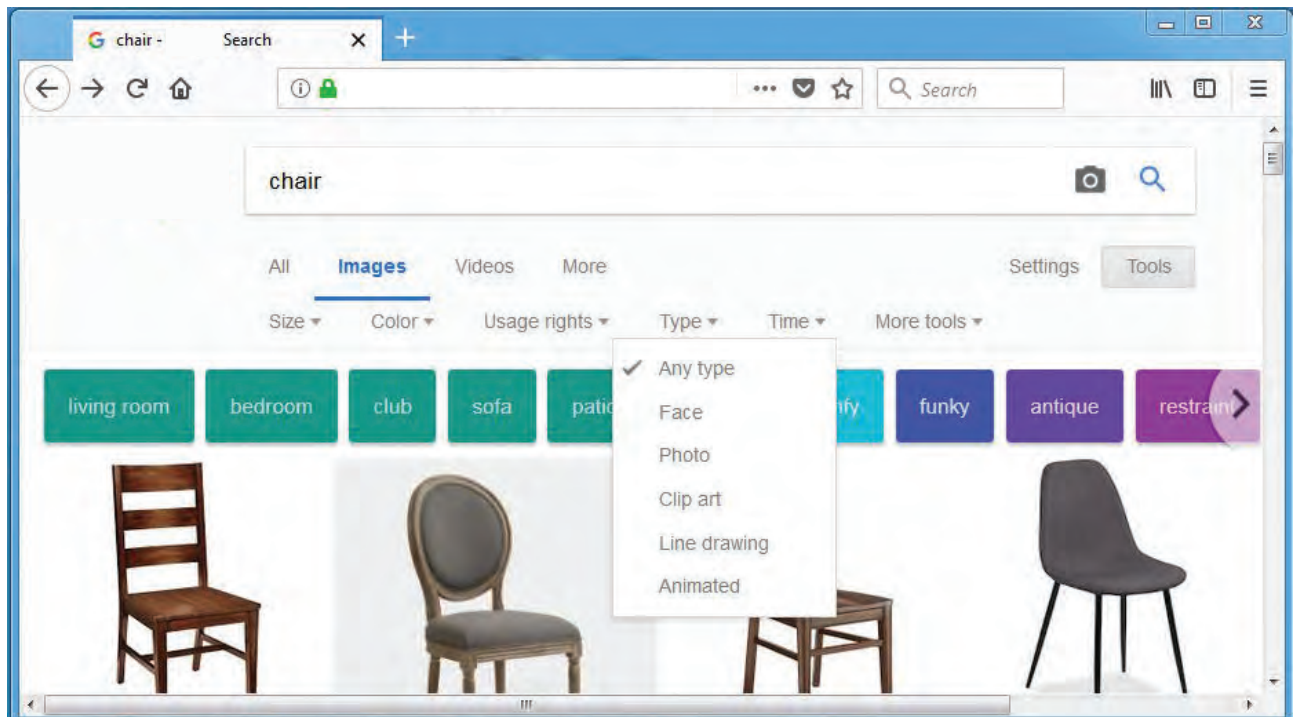 chair - Search
Search
chair
All Images Videos More Settings Tools
Size Color Usage rights Type Time More tools
Any type
Face
Photo
Clip art
Line drawing
Animated
living room bedroom club sofa funky antique